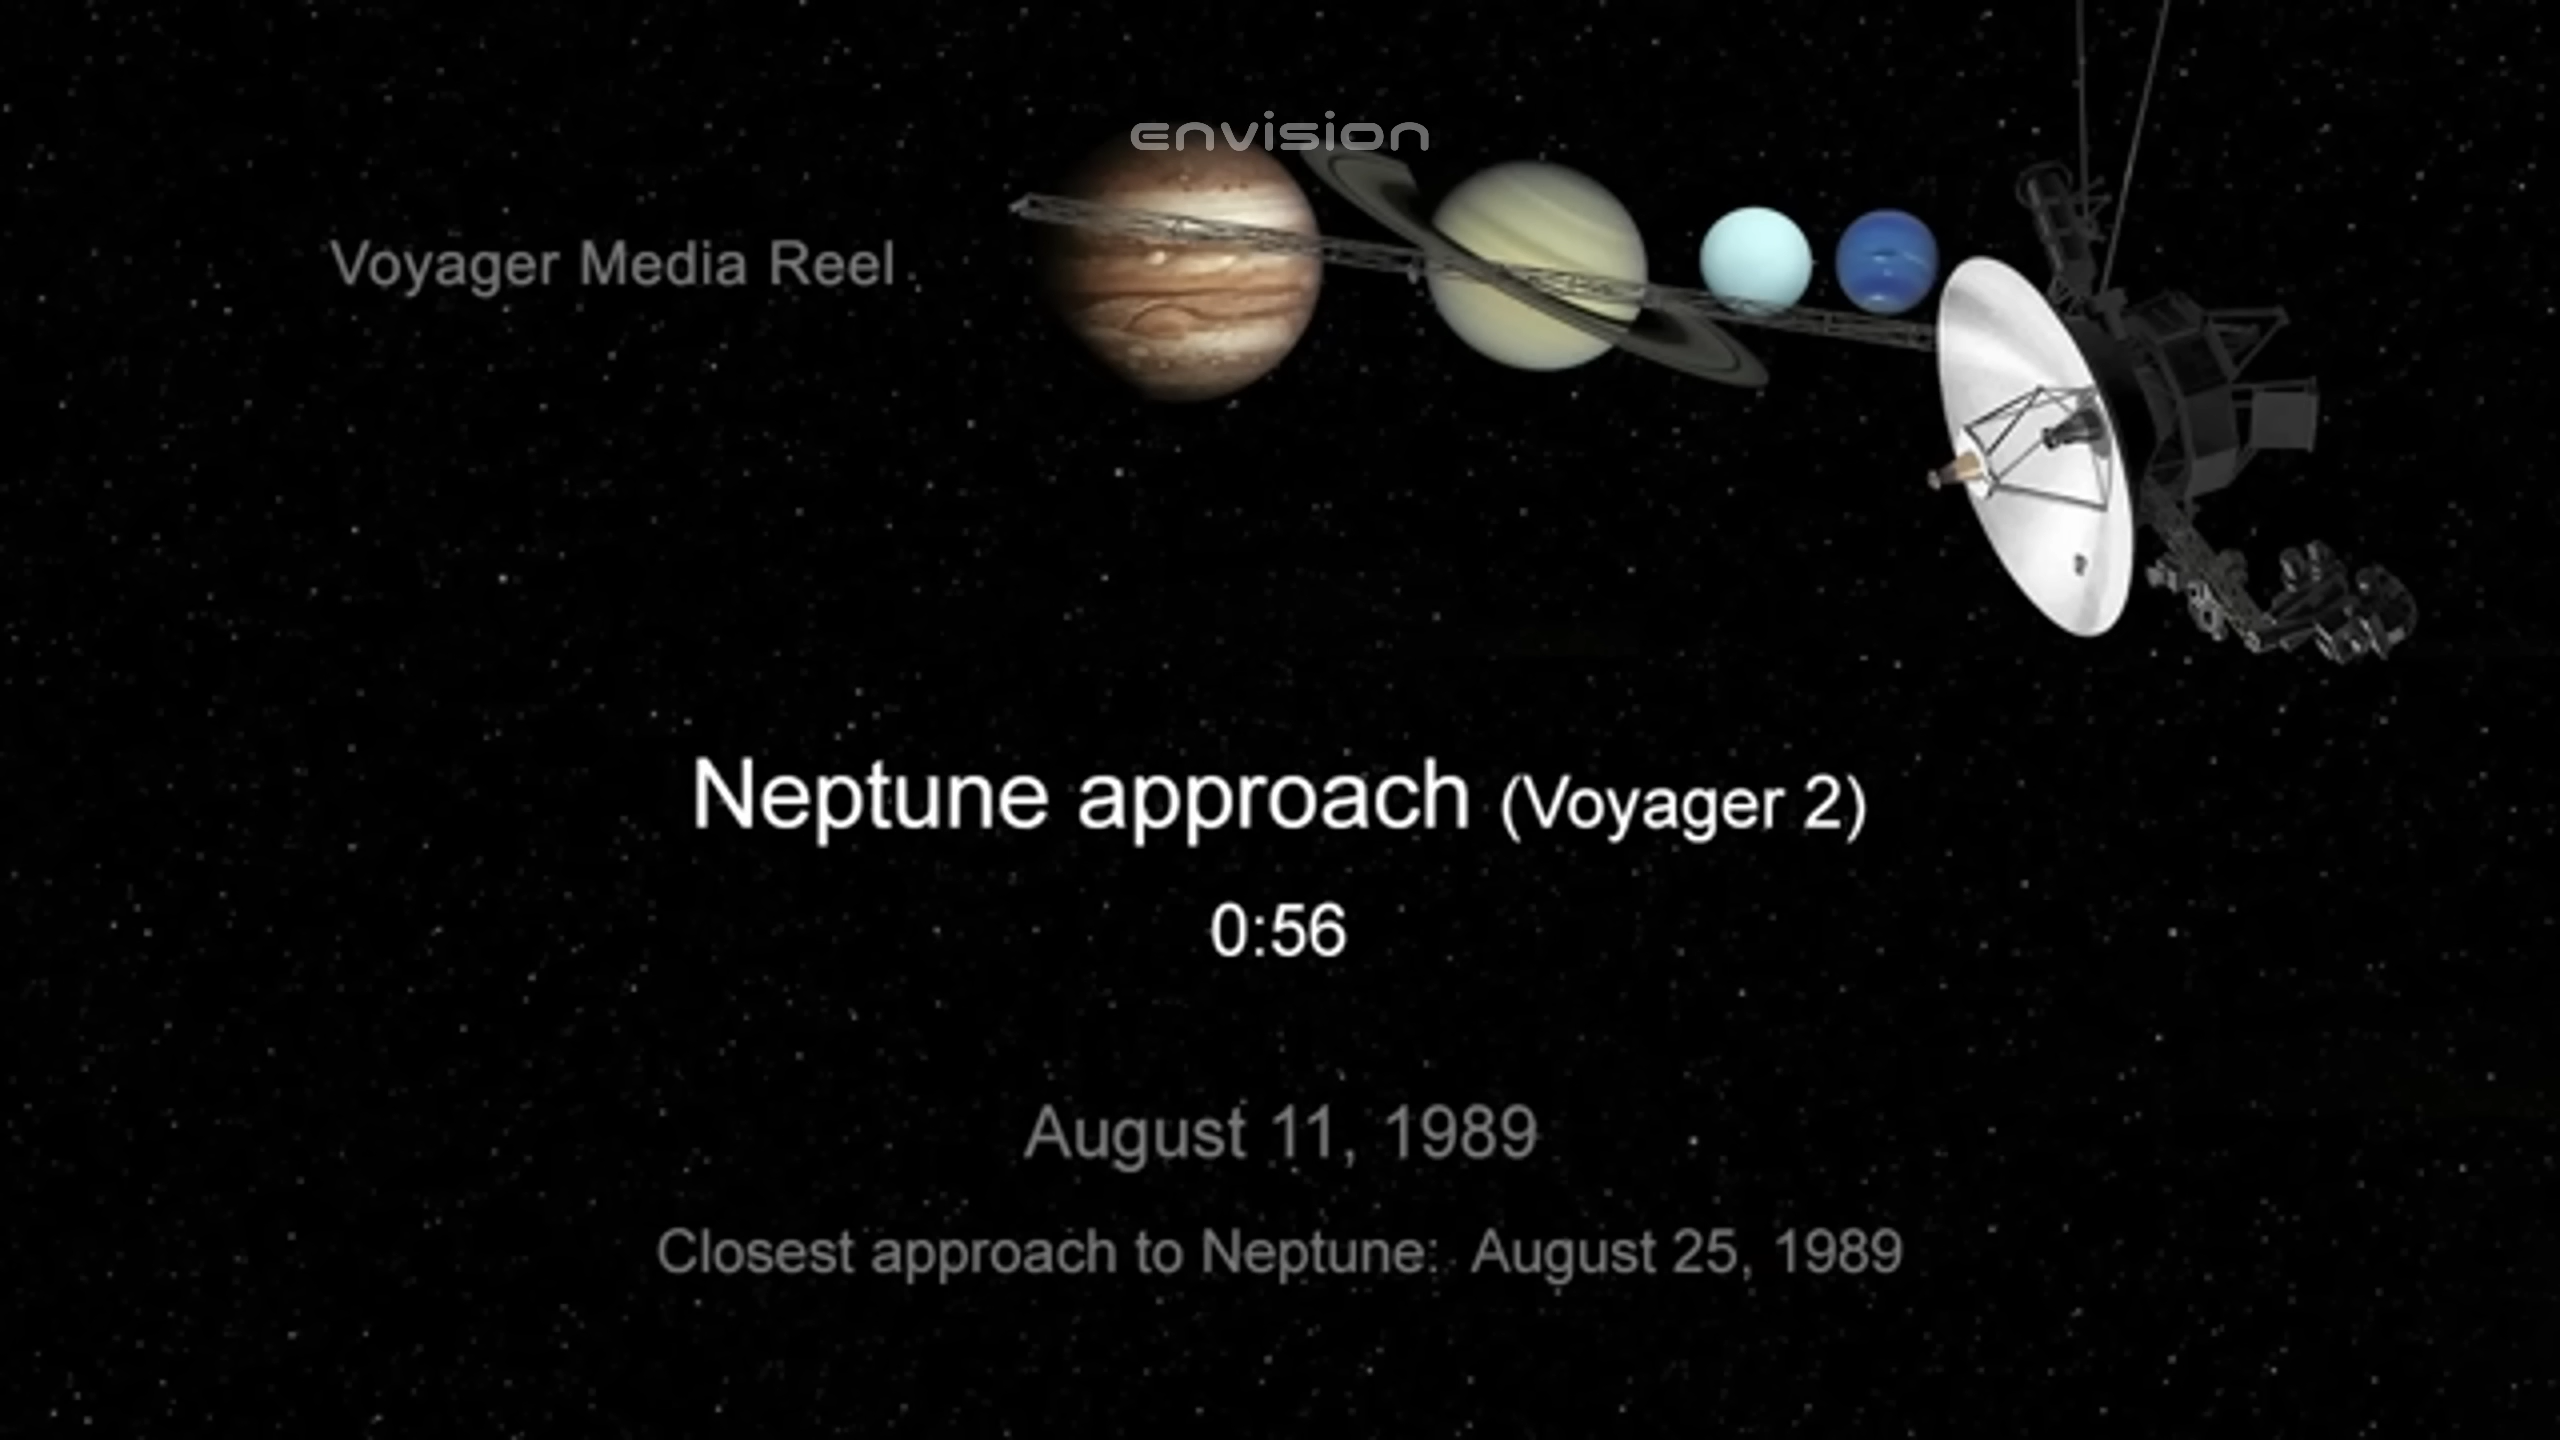 envision
Voyager Media Reel
Neptune approach (Voyager 2)
0:56
August 11, 1989
Closest approach to Neptune: August 25, 1989